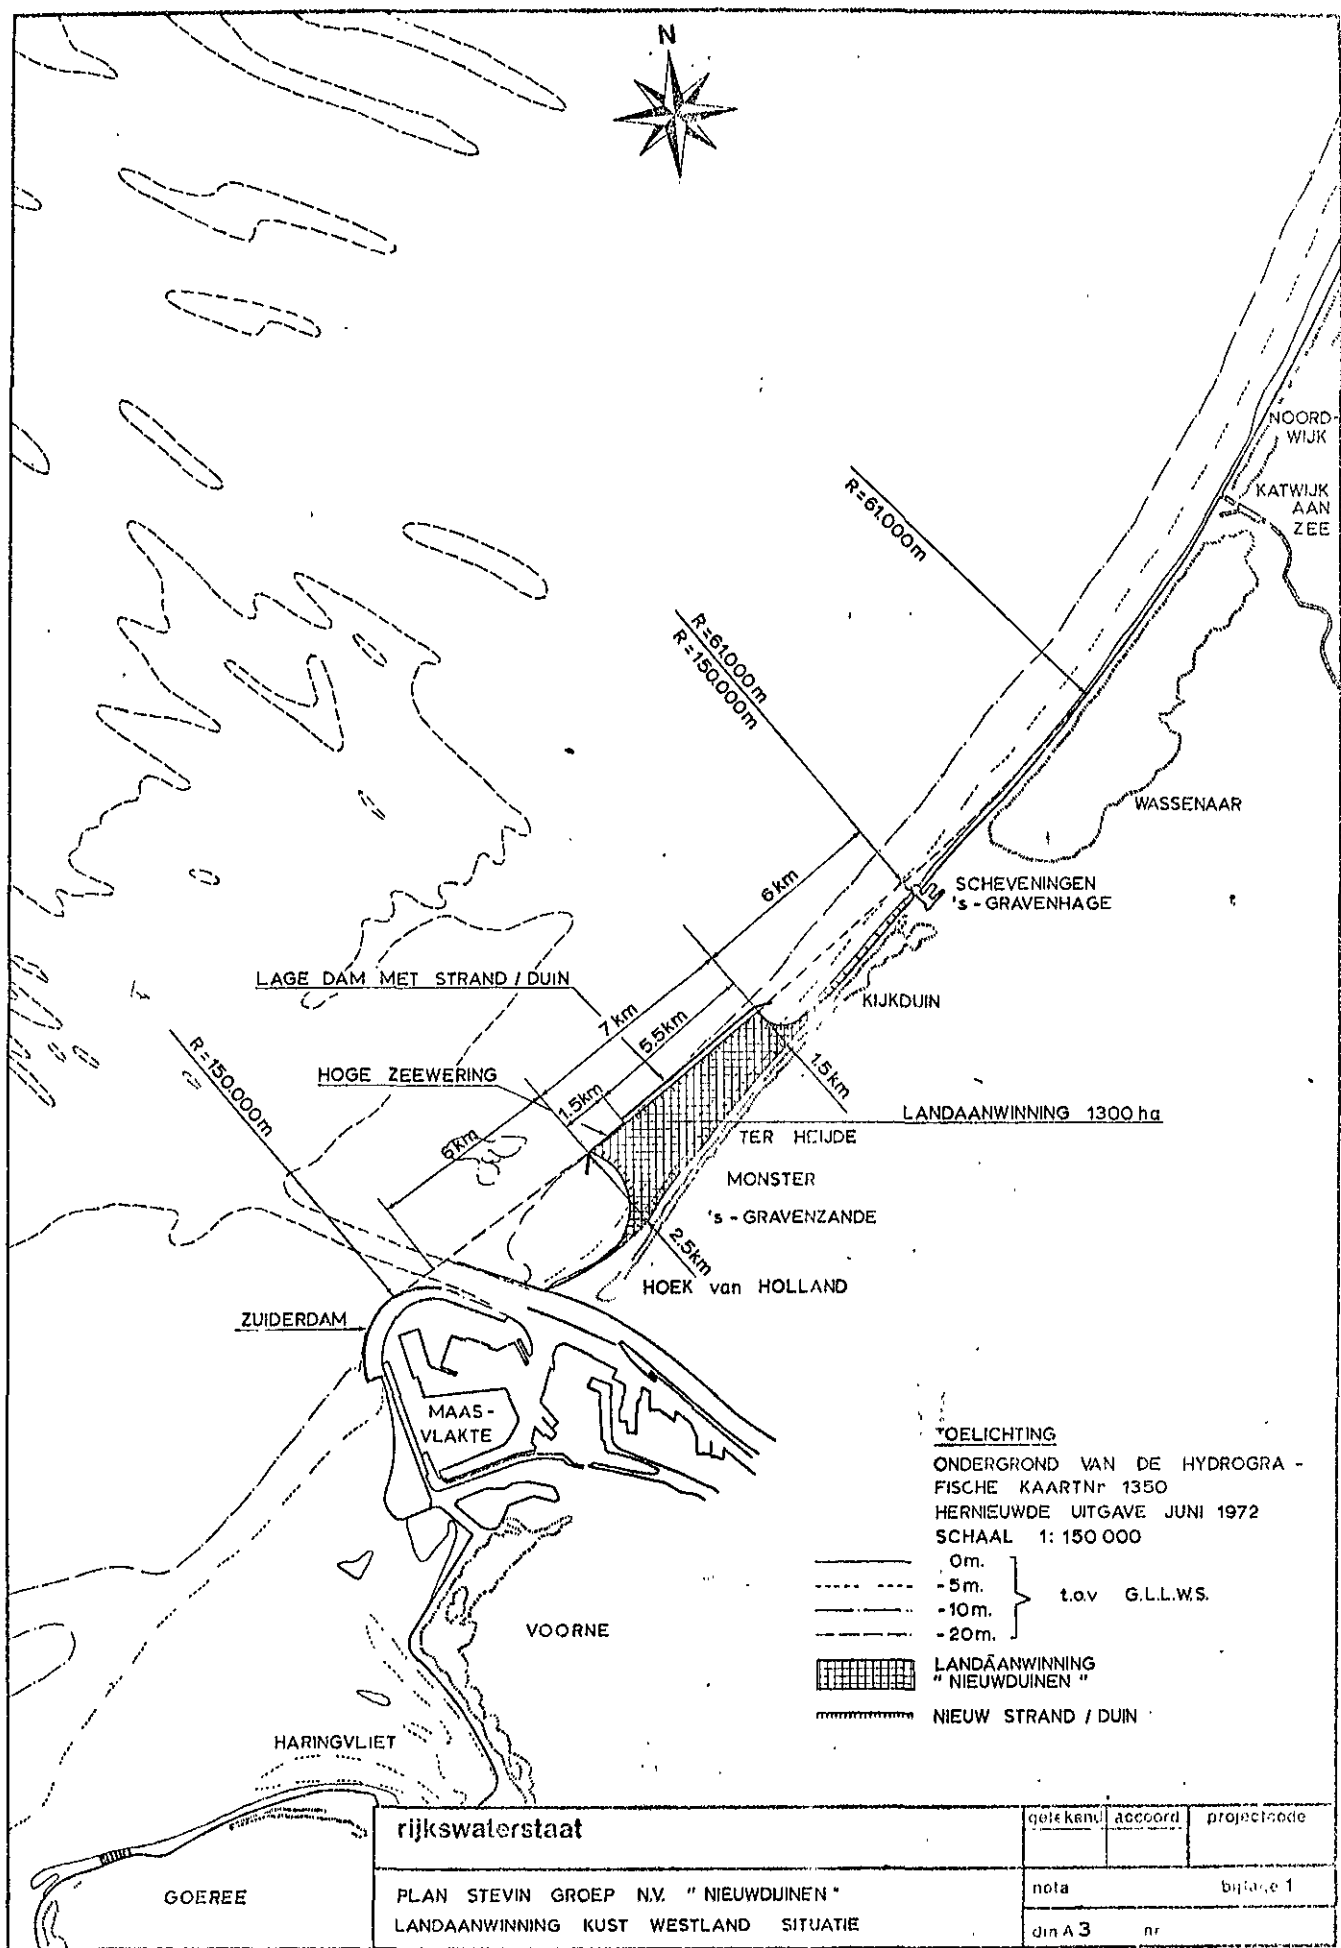 N
NOORD-
WIJK
KATWIJK
AAN
ZEE
R=61.000m
R=61.000m
R=150.000m
WASSENAAR
SCHEVENINGEN
's-GRAVENHAGE
6km
LAGE DAM MET STRAND / DUIN
KIJKDUIN
7km
5.5km
R=150.000m
HOGE ZEEWERING
1.5km
1.5km
LANDAANWINNING 1300 ha
6km
TER HEIJDE
MONSTER
's-GRAVENZANDE
2.5km
HOEK van HOLLAND
ZUIDERDAM
MAAS-
VLAKTE
TOELICHTING
ONDERGROND VAN DE HYDROGRA-
FISCHE KAARTNr 1350
HERNIEUWDE UITGAVE JUNI 1972
SCHAAL 1: 150 000
0m.
-5m.
-10m.
-20m.
t.o.v G.L.L.W.S.
LANDAANWINNING
"NIEUWDUINEN"
NIEUW STRAND / DUIN
VOORNE
HARINGVLIET
GOEREE
rijkswaterstaat
getekend accoord projectcode
PLAN STEVIN GROEP N.V. "NIEUWDUINEN"
LANDAANWINNING KUST WESTLAND SITUATIE
nota bijlage 1
din A3 nr